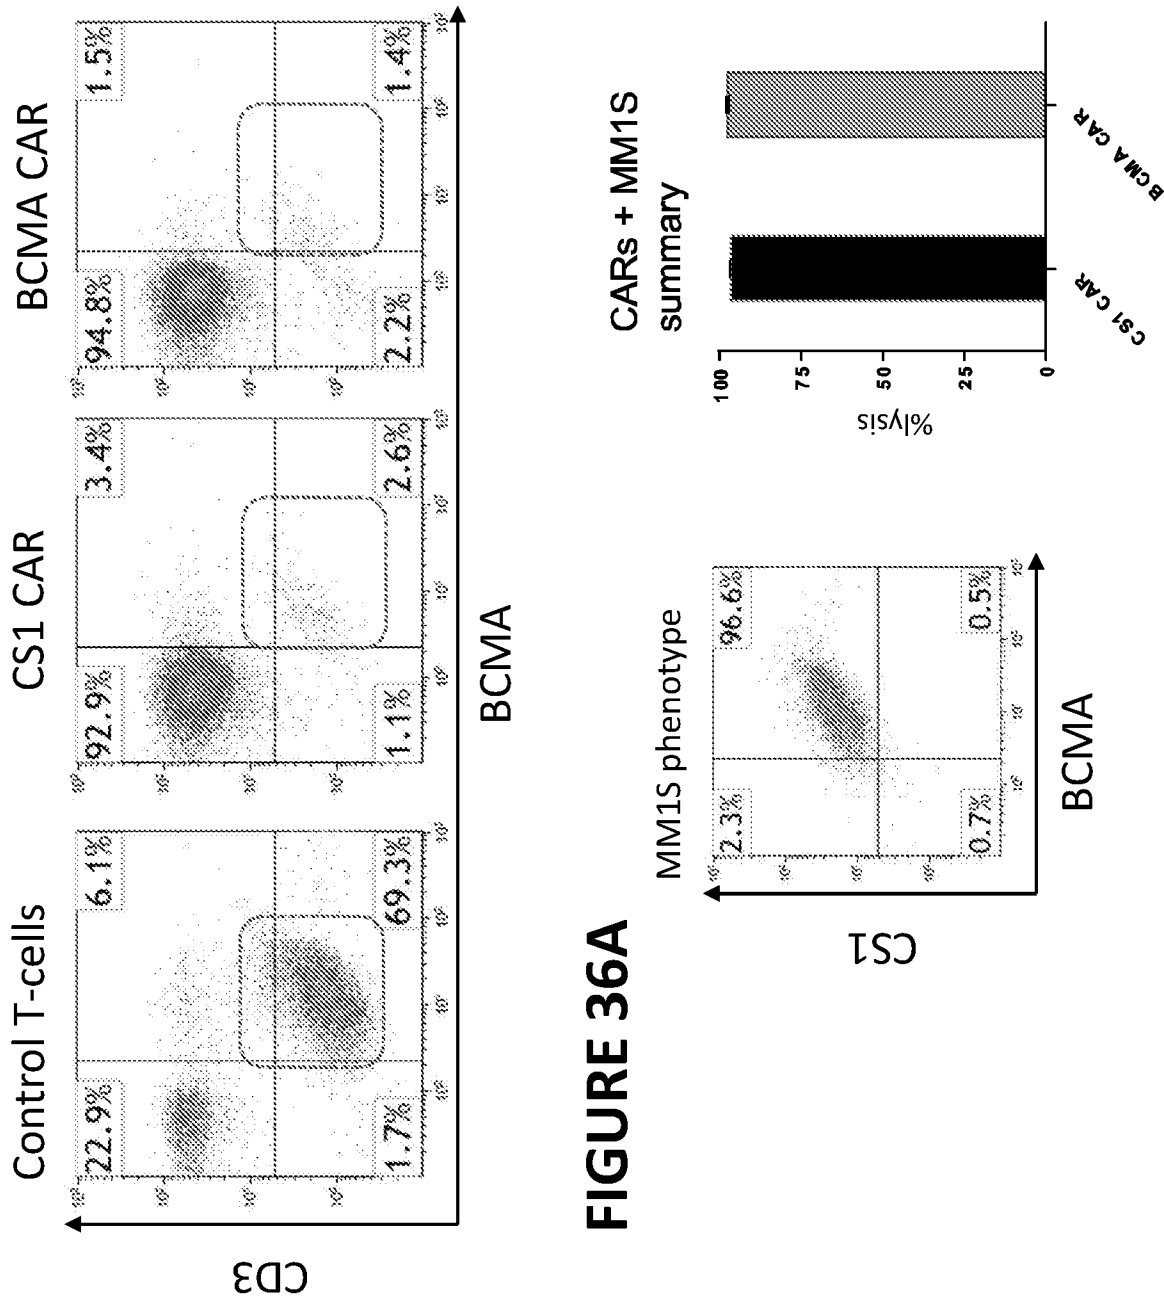 Control T-cells
CS1 CAR
BCMA CAR
22.9%
6.1%
1.7%
69.3%
92.9%
3.4%
1.1%
2.6%
94.8%
1.5%
2.2%
1.4%
CD3
BCMA
FIGURE 36A
MM1S phenotype
2.3%
96.6%
0.7%
0.5%
CS1
BCMA
CARs + MM1S
summary
%lysis
100
75
50
25
0
CS1 CAR
BCMA CAR